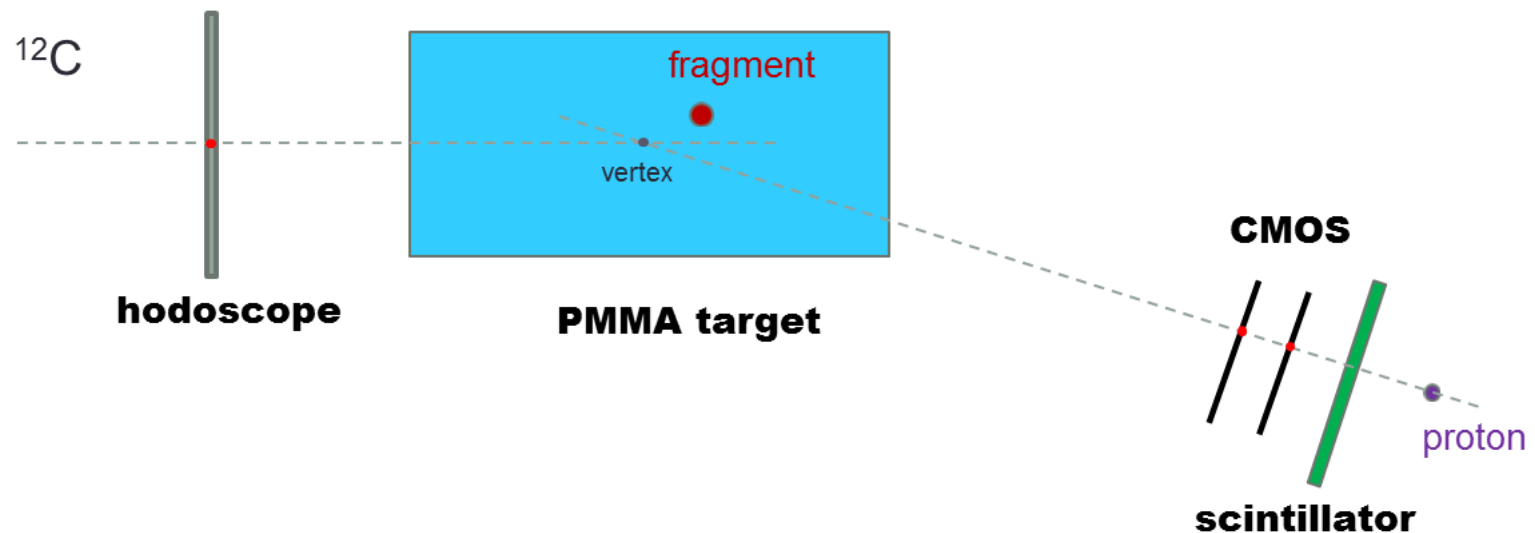 ¹²C
fragment
vertex
CMOS
hodoscope
PMMA target
proton
scintillator